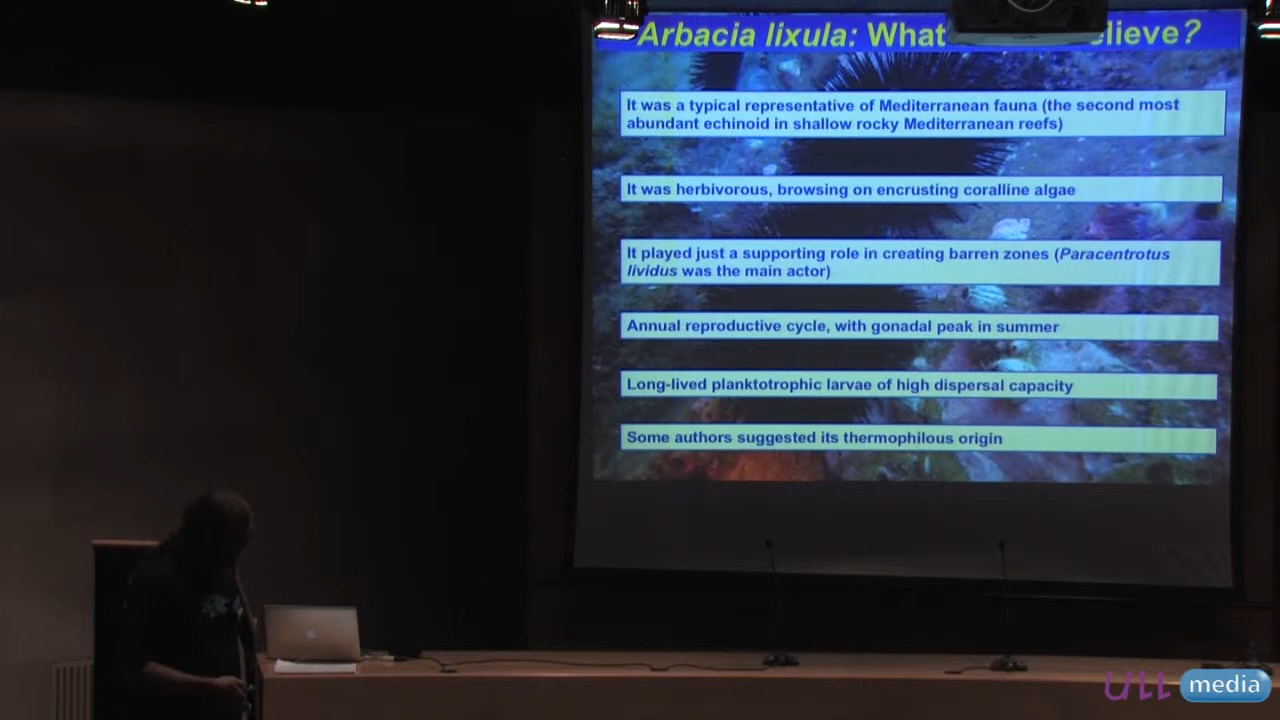 Arbacia lixula: What lieve?
It was a typical representative of Mediterranean fauna (the second most
abundant echinoid in shallow rocky Mediterranean reefs)
It was herbivorous, browsing on encrusting coralline algae
It played just a supporting role in creating barren zones (Paracentrotus
lividus was the main actor)
Annual reproductive cycle, with gonadal peak in summer
Long-lived planktotrophic larvae of high dispersal capacity
Some authors suggested its thermophilous origin
ULL media